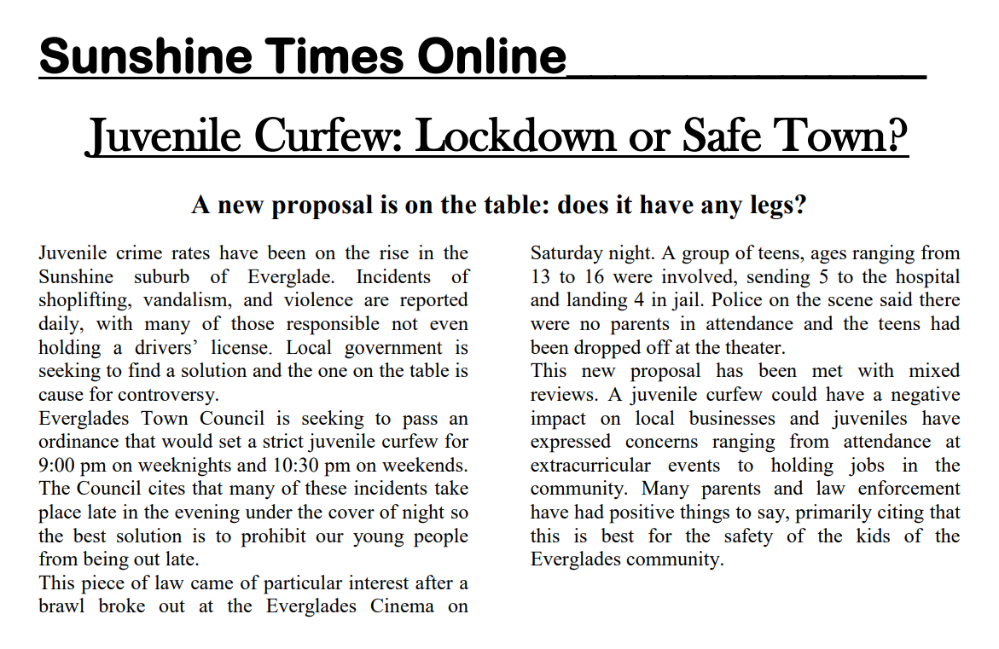 Sunshine Times Online_______________
Juvenile Curfew: Lockdown or Safe Town?
A new proposal is on the table: does it have any legs?
Juvenile crime rates have been on the rise in the
Sunshine suburb of Everglade. Incidents of
shoplifting, vandalism, and violence are reported
daily, with many of those responsible not even
holding a drivers’ license. Local government is
seeking to find a solution and the one on the table is
cause for controversy.
Everglades Town Council is seeking to pass an
ordinance that would set a strict juvenile curfew for
9:00 pm on weeknights and 10:30 pm on weekends.
The Council cites that many of these incidents take
place late in the evening under the cover of night so
the best solution is to prohibit our young people
from being out late.
This piece of law came of particular interest after a
brawl broke out at the Everglades Cinema on
Saturday night. A group of teens, ages ranging from
13 to 16 were involved, sending 5 to the hospital
and landing 4 in jail. Police on the scene said there
were no parents in attendance and the teens had
been dropped off at the theater.
This new proposal has been met with mixed
reviews. A juvenile curfew could have a negative
impact on local businesses and juveniles have
expressed concerns ranging from attendance at
extracurricular events to holding jobs in the
community. Many parents and law enforcement
have had positive things to say, primarily citing that
this is best for the safety of the kids of the
Everglades community.